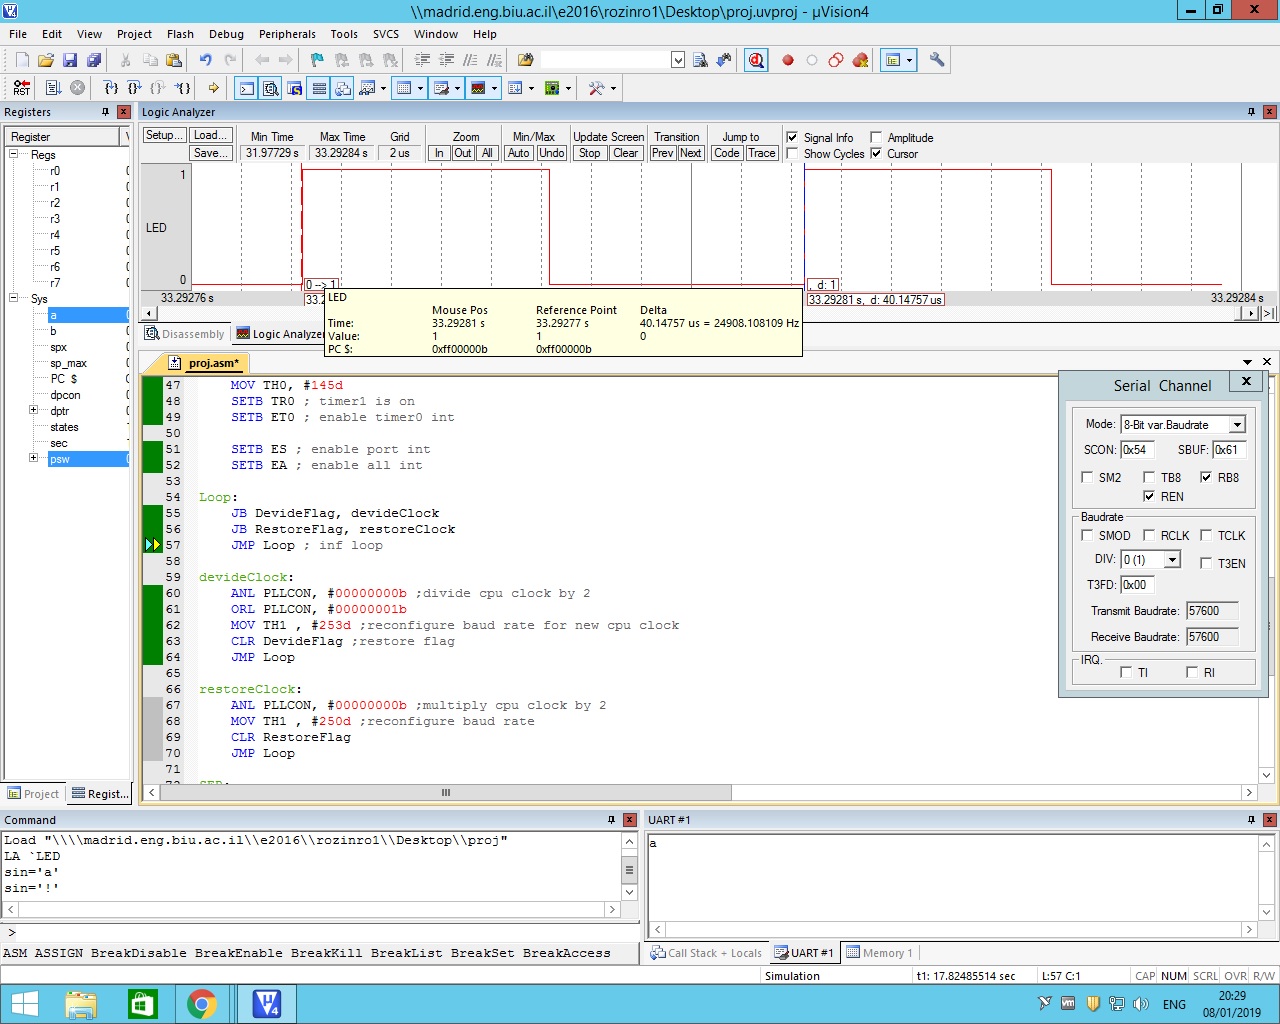 \\madrid.eng.biu.ac.il\e2016\rozinro1\Desktop\proj.uvproj - µVision4
File Edit View Project Flash Debug Peripherals Tools SVCS Window Help
Registers
Logic Analyzer
Register
Regs
r0
r1
r2
r3
r4
r5
r6
r7
Sys
a
b
spx
sp_max
PC $
dpcon
dptr
states
sec
psw
Project Regist...
Setup... Load... Min Time Max Time Grid Zoom Min/Max Update Screen Transition Jump to Signal Info Amplitude
Save... 31.97729 s 33.29284 s 2 us In Out All Auto Undo Stop Clear Prev Next Code Trace Show Cycles Cursor
1
LED
0
0 --> 1
, d: 1
33.29276 s
33.29281 s, d: 40.14757 us
33.29284 s
LED
Mouse Pos Reference Point Delta
Time: 33.29281 s 33.29277 s 40.14757 us = 24908.108109 Hz
Value: 1 1 0
PC $: 0xff00000b 0xff00000b
Disassembly Logic Analyzer
proj.asm*
47 MOV TH0, #145d
48 SETB TR0 ; timer1 is on
49 SETB ET0 ; enable timer0 int
50
51 SETB ES ; enable port int
52 SETB EA ; enable all int
53
54 Loop:
55 JB DevideFlag, devideClock
56 JB RestoreFlag, restoreClock
57 JMP Loop ; inf loop
58
59 devideClock:
60 ANL PLLCON, #00000000b ;divide cpu clock by 2
61 ORL PLLCON, #00000001b
62 MOV TH1 , #253d ;reconfigure baud rate for new cpu clock
63 CLR DevideFlag ;restore flag
64 JMP Loop
65
66 restoreClock:
67 ANL PLLCON, #00000000b ;multiply cpu clock by 2
68 MOV TH1 , #250d ;reconfigure baud rate
69 CLR RestoreFlag
70 JMP Loop
71
Serial Channel
Mode: 8-Bit var.Baudrate
SCON: 0x54 SBUF: 0x61
SM2 TB8 RB8
REN
Baudrate
SMOD RCLK TCLK
DIV: 0 (1) T3EN
T3FD: 0x00
Transmit Baudrate: 57600
Receive Baudrate: 57600
IRQ.
TI RI
Command
Load "\\\\madrid.eng.biu.ac.il\\e2016\\rozinro1\\Desktop\\proj"
LA `LED
sin='a'
sin='!'
>
ASM ASSIGN BreakDisable BreakEnable BreakKill BreakList BreakSet BreakAccess
UART #1
a
Call Stack + Locals UART #1 Memory 1
Simulation t1: 17.82485514 sec L:57 C:1 CAP NUM SCRL OVR R/W
ENG
20:29
08/01/2019